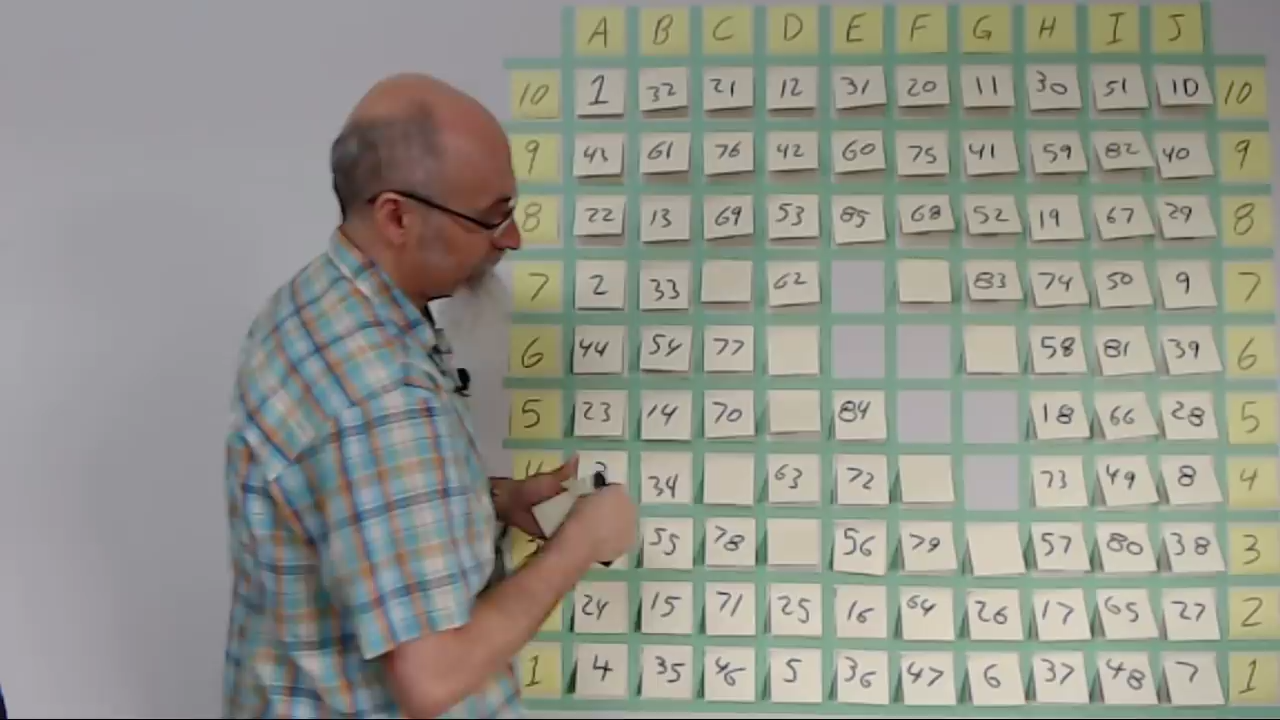 A B C D E F G H I J
10 1 32 21 12 31 20 11 30 51 10 10
9 43 61 76 42 60 75 41 59 82 40 9
8 22 13 69 53 85 68 52 19 67 29 8
7 2 33 62 83 74 50 9 7
6 44 54 77 58 81 39 6
5 23 14 70 84 18 66 28 5
34 63 72 73 49 8 4
55 78 56 79 57 80 38 3
24 15 71 25 16 64 26 17 65 27 2
1 4 35 46 5 36 47 6 37 48 7 1